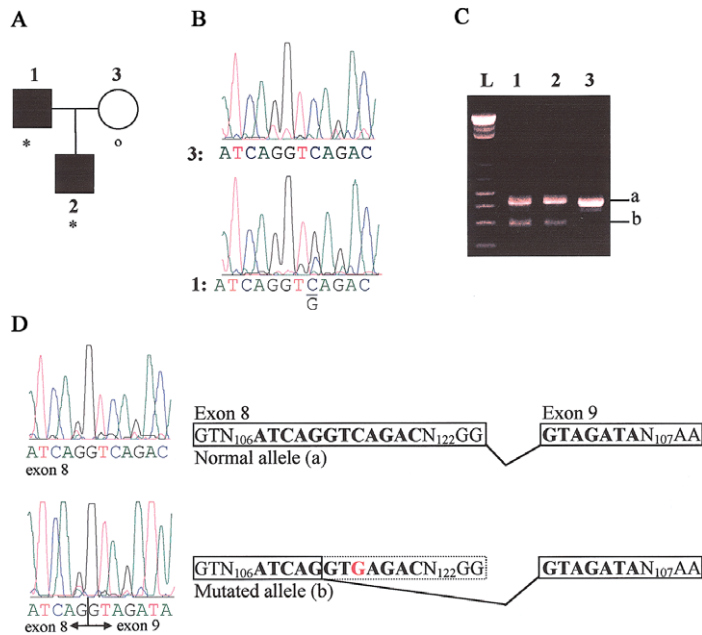 A
1
3
*
o
2
*
B
3: ATCAGGTCAGAC
1: ATCAGGTCAGAC
G
C
L 1 2 3
a
b
D
ATCAGGTCAGAC
exon 8
Exon 8
Exon 9
GTN106ATCAGGTCAGACN122GG
GTAGATAN107AA
Normal allele (a)
ATCAGGTAGATA
exon 8
exon 9
GTN106ATCAGGTGAGACN122GG
GTAGATAN107AA
Mutated allele (b)